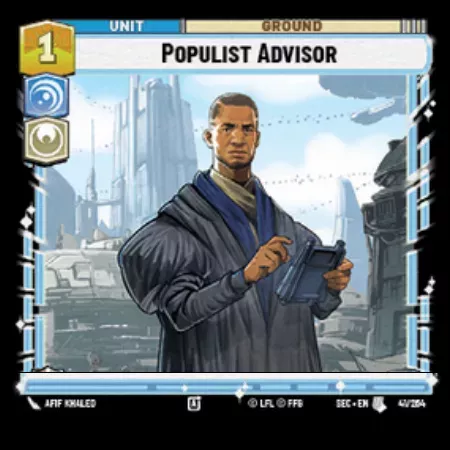 UNIT GROUND
1
POPULIST ADVISOR
AFIF KHALED A © LFL Ⓟ FFG SEC • EN 41/264